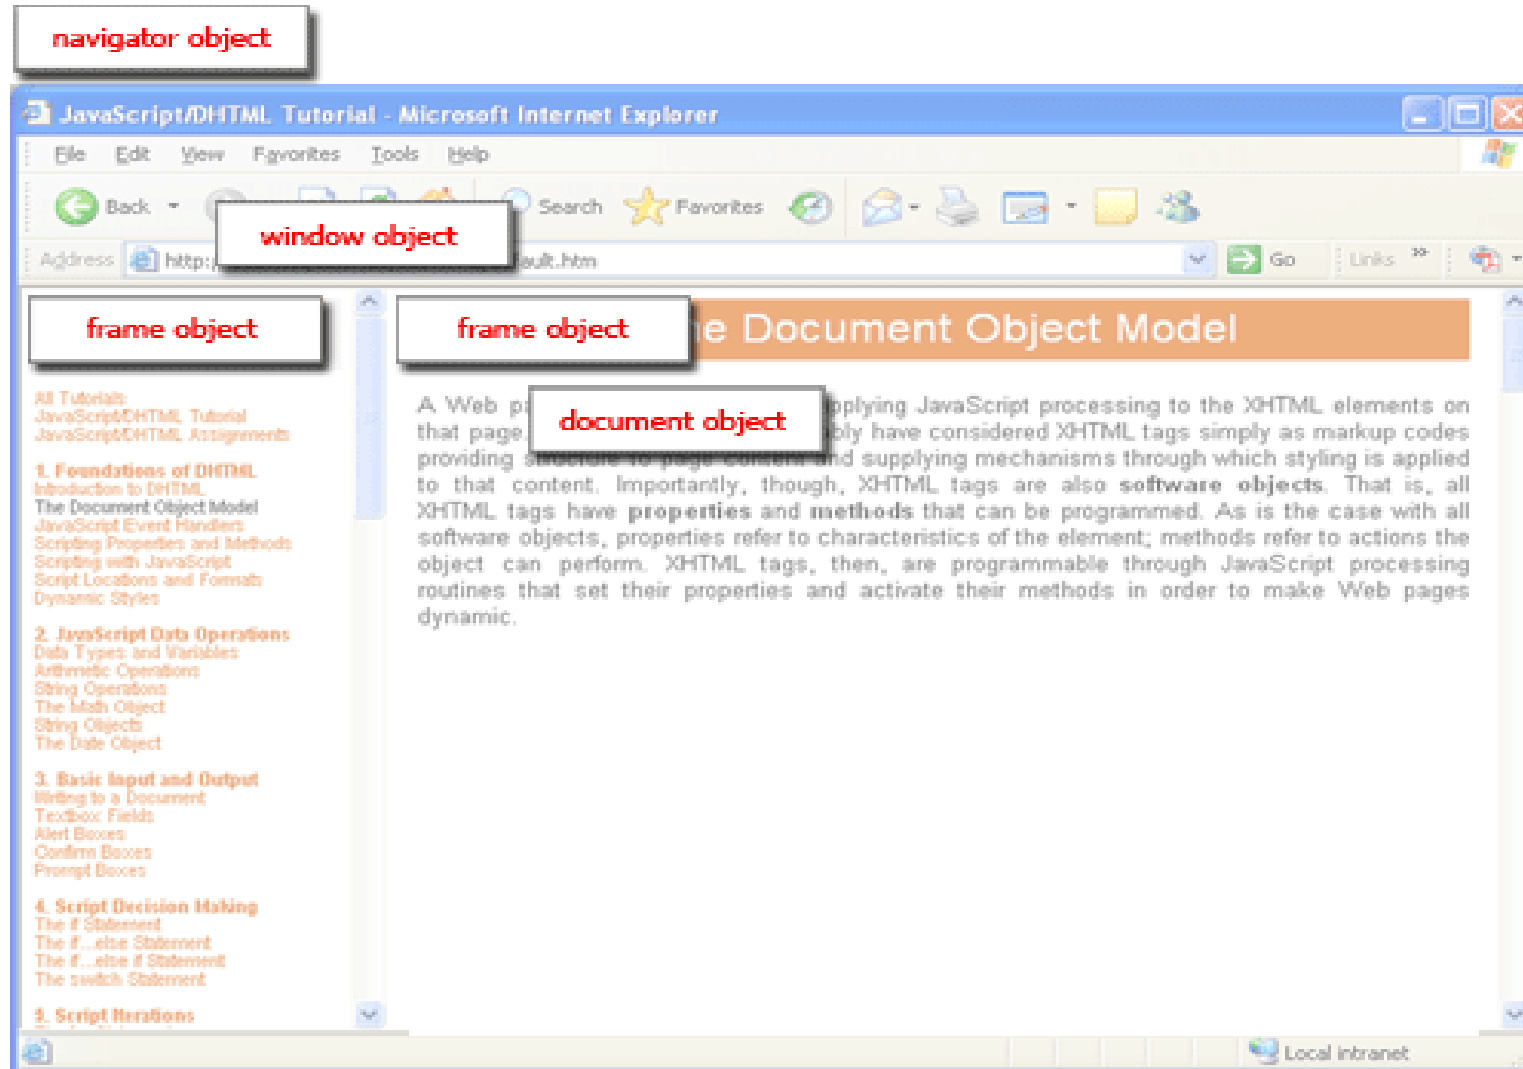 navigator object
JavaScript/DHTML Tutorial - Microsoft Internet Explorer
File Edit View Favorites Tools Help
Back Search Favorites
window object
Address http:/ ault.htm Go Links »
frame object
frame object
e Document Object Model
All Tutorials
JavaScript/DHTML Tutorial
JavaScript/DHTML Assignments
1. Foundations of DHTML
Introduction to DHTML
The Document Object Model
JavaScript Event Handlers
Scripting Properties and Methods
Scripting with JavaScript
Script Locations and Formats
Dynamic Styles
2. JavaScript Data Operations
Data Types and Variables
Arithmetic Operations
String Operations
The Math Object
String Objects
The Date Object
3. Basic Input and Output
Writing to a Document
Textbox Fields
Alert Boxes
Confirm Boxes
Prompt Boxes
4. Script Decision Making
The if Statement
The if...else Statement
The if...else if Statement
The switch Statement
5. Script Iterations
document object
A Web p pplying JavaScript processing to the XHTML elements on
that page. bly have considered XHTML tags simply as markup codes
providing structure to page content and supplying mechanisms through which styling is applied
to that content. Importantly, though, XHTML tags are also software objects. That is, all
XHTML tags have properties and methods that can be programmed. As is the case with all
software objects, properties refer to characteristics of the element; methods refer to actions the
object can perform. XHTML tags, then, are programmable through JavaScript processing
routines that set their properties and activate their methods in order to make Web pages
dynamic.
Local intranet